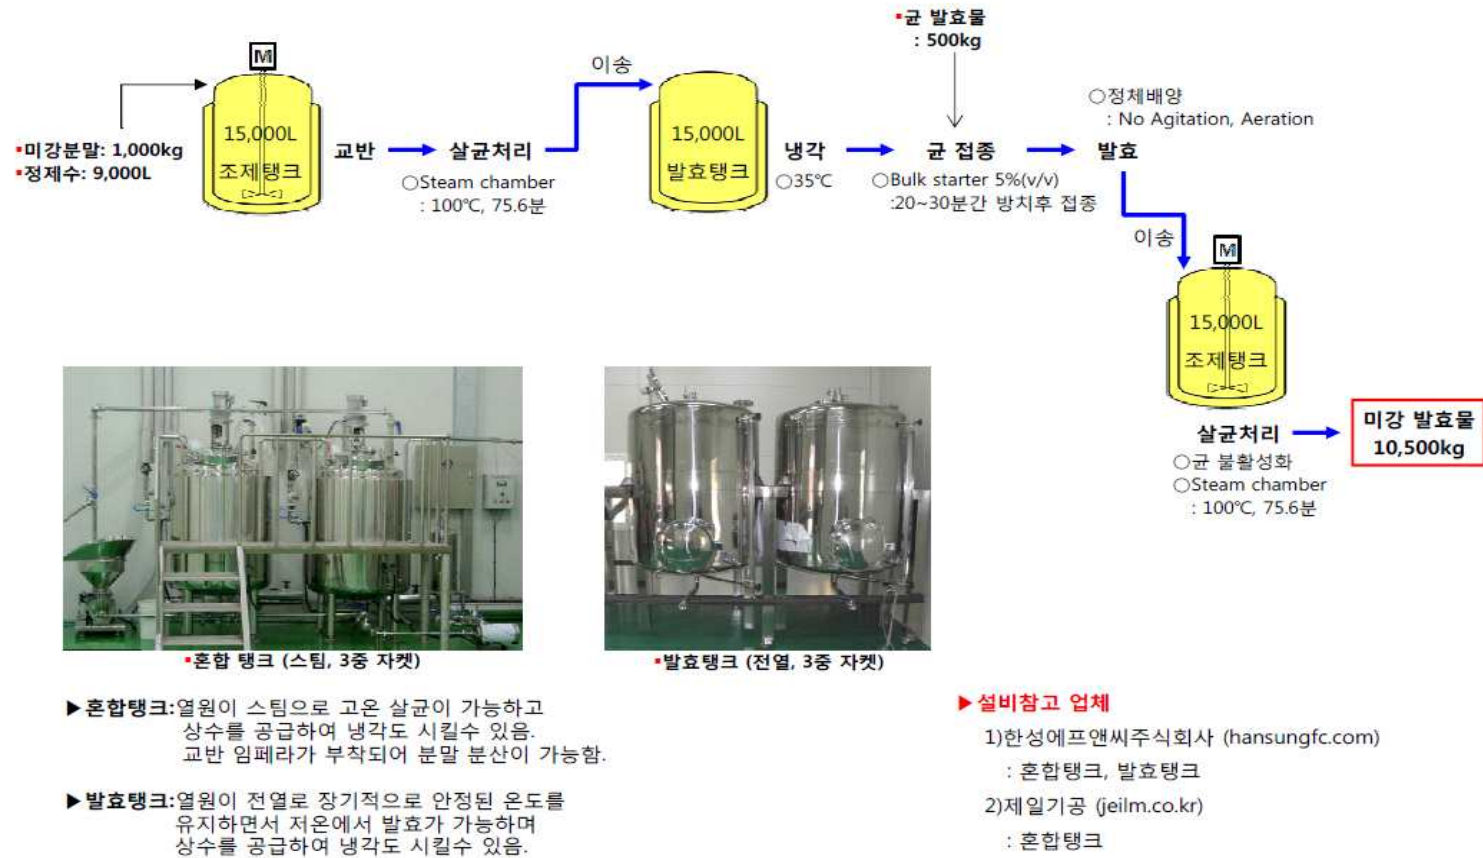 ▪균 발효물
: 500kg
M
이송
○정체배양
: No Agitation, Aeration
15,000L
조제탱크
▪미강분말: 1,000kg
▪정제수: 9,000L
교반
살균처리
○Steam chamber
: 100℃, 75.6분
15,000L
발효탱크
냉각
○35℃
균 접종
○Bulk starter 5%(v/v)
:20~30분간 방치후 접종
발효
이송
M
15,000L
조제탱크
살균처리
○균 불활성화
○Steam chamber
: 100℃, 75.6분
미강 발효물
10,500kg
▪혼합 탱크 (스팀, 3중 자켓)
▪발효탱크 (전열, 3중 자켓)
▶혼합탱크:열원이 스팀으로 고온 살균이 가능하고
상수를 공급하여 냉각도 시킬수 있음.
교반 임페라가 부착되어 분말 분산이 가능함.
▶발효탱크:열원이 전열로 장기적으로 안정된 온도를
유지하면서 저온에서 발효가 가능하며
상수를 공급하여 냉각도 시킬수 있음.
▶설비참고 업체
1)한성에프앤씨주식회사 (hansungfc.com)
: 혼합탱크, 발효탱크
2)제일기공 (jeilm.co.kr)
: 혼합탱크